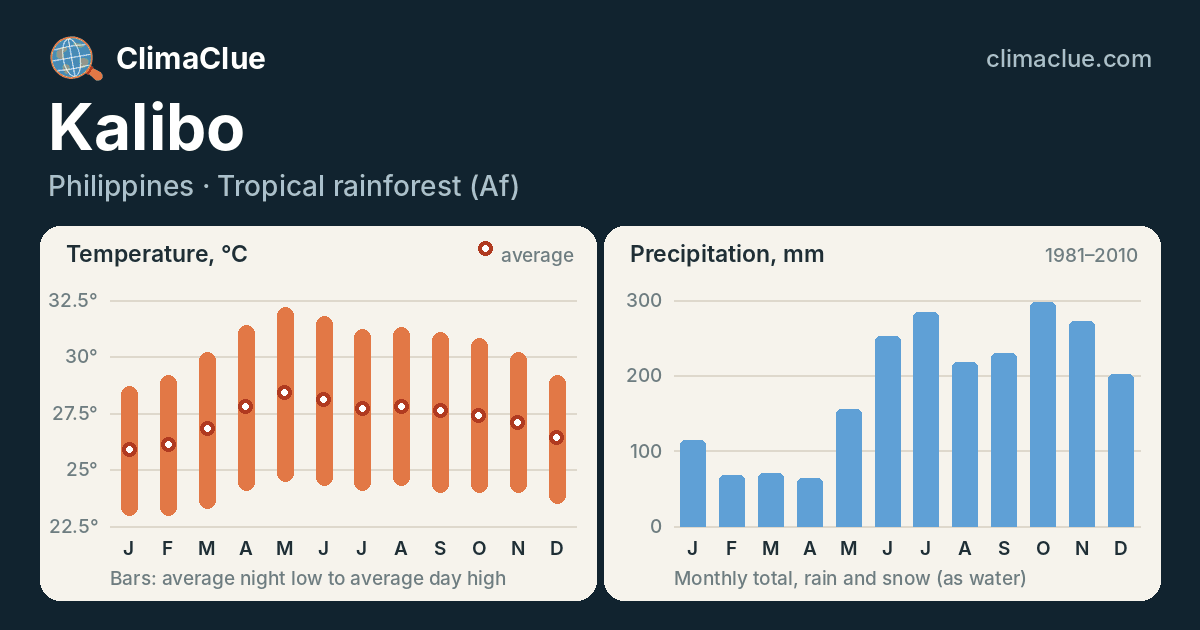 ClimaClue
climaclue.com
Kalibo
Philippines · Tropical rainforest (Af)
Temperature, °C
average
32.5°
30°
27.5°
25°
22.5°
J F M A M J J A S O N D
Bars: average night low to average day high
Precipitation, mm
1981–2010
300
200
100
0
J F M A M J J A S O N D
Monthly total, rain and snow (as water)